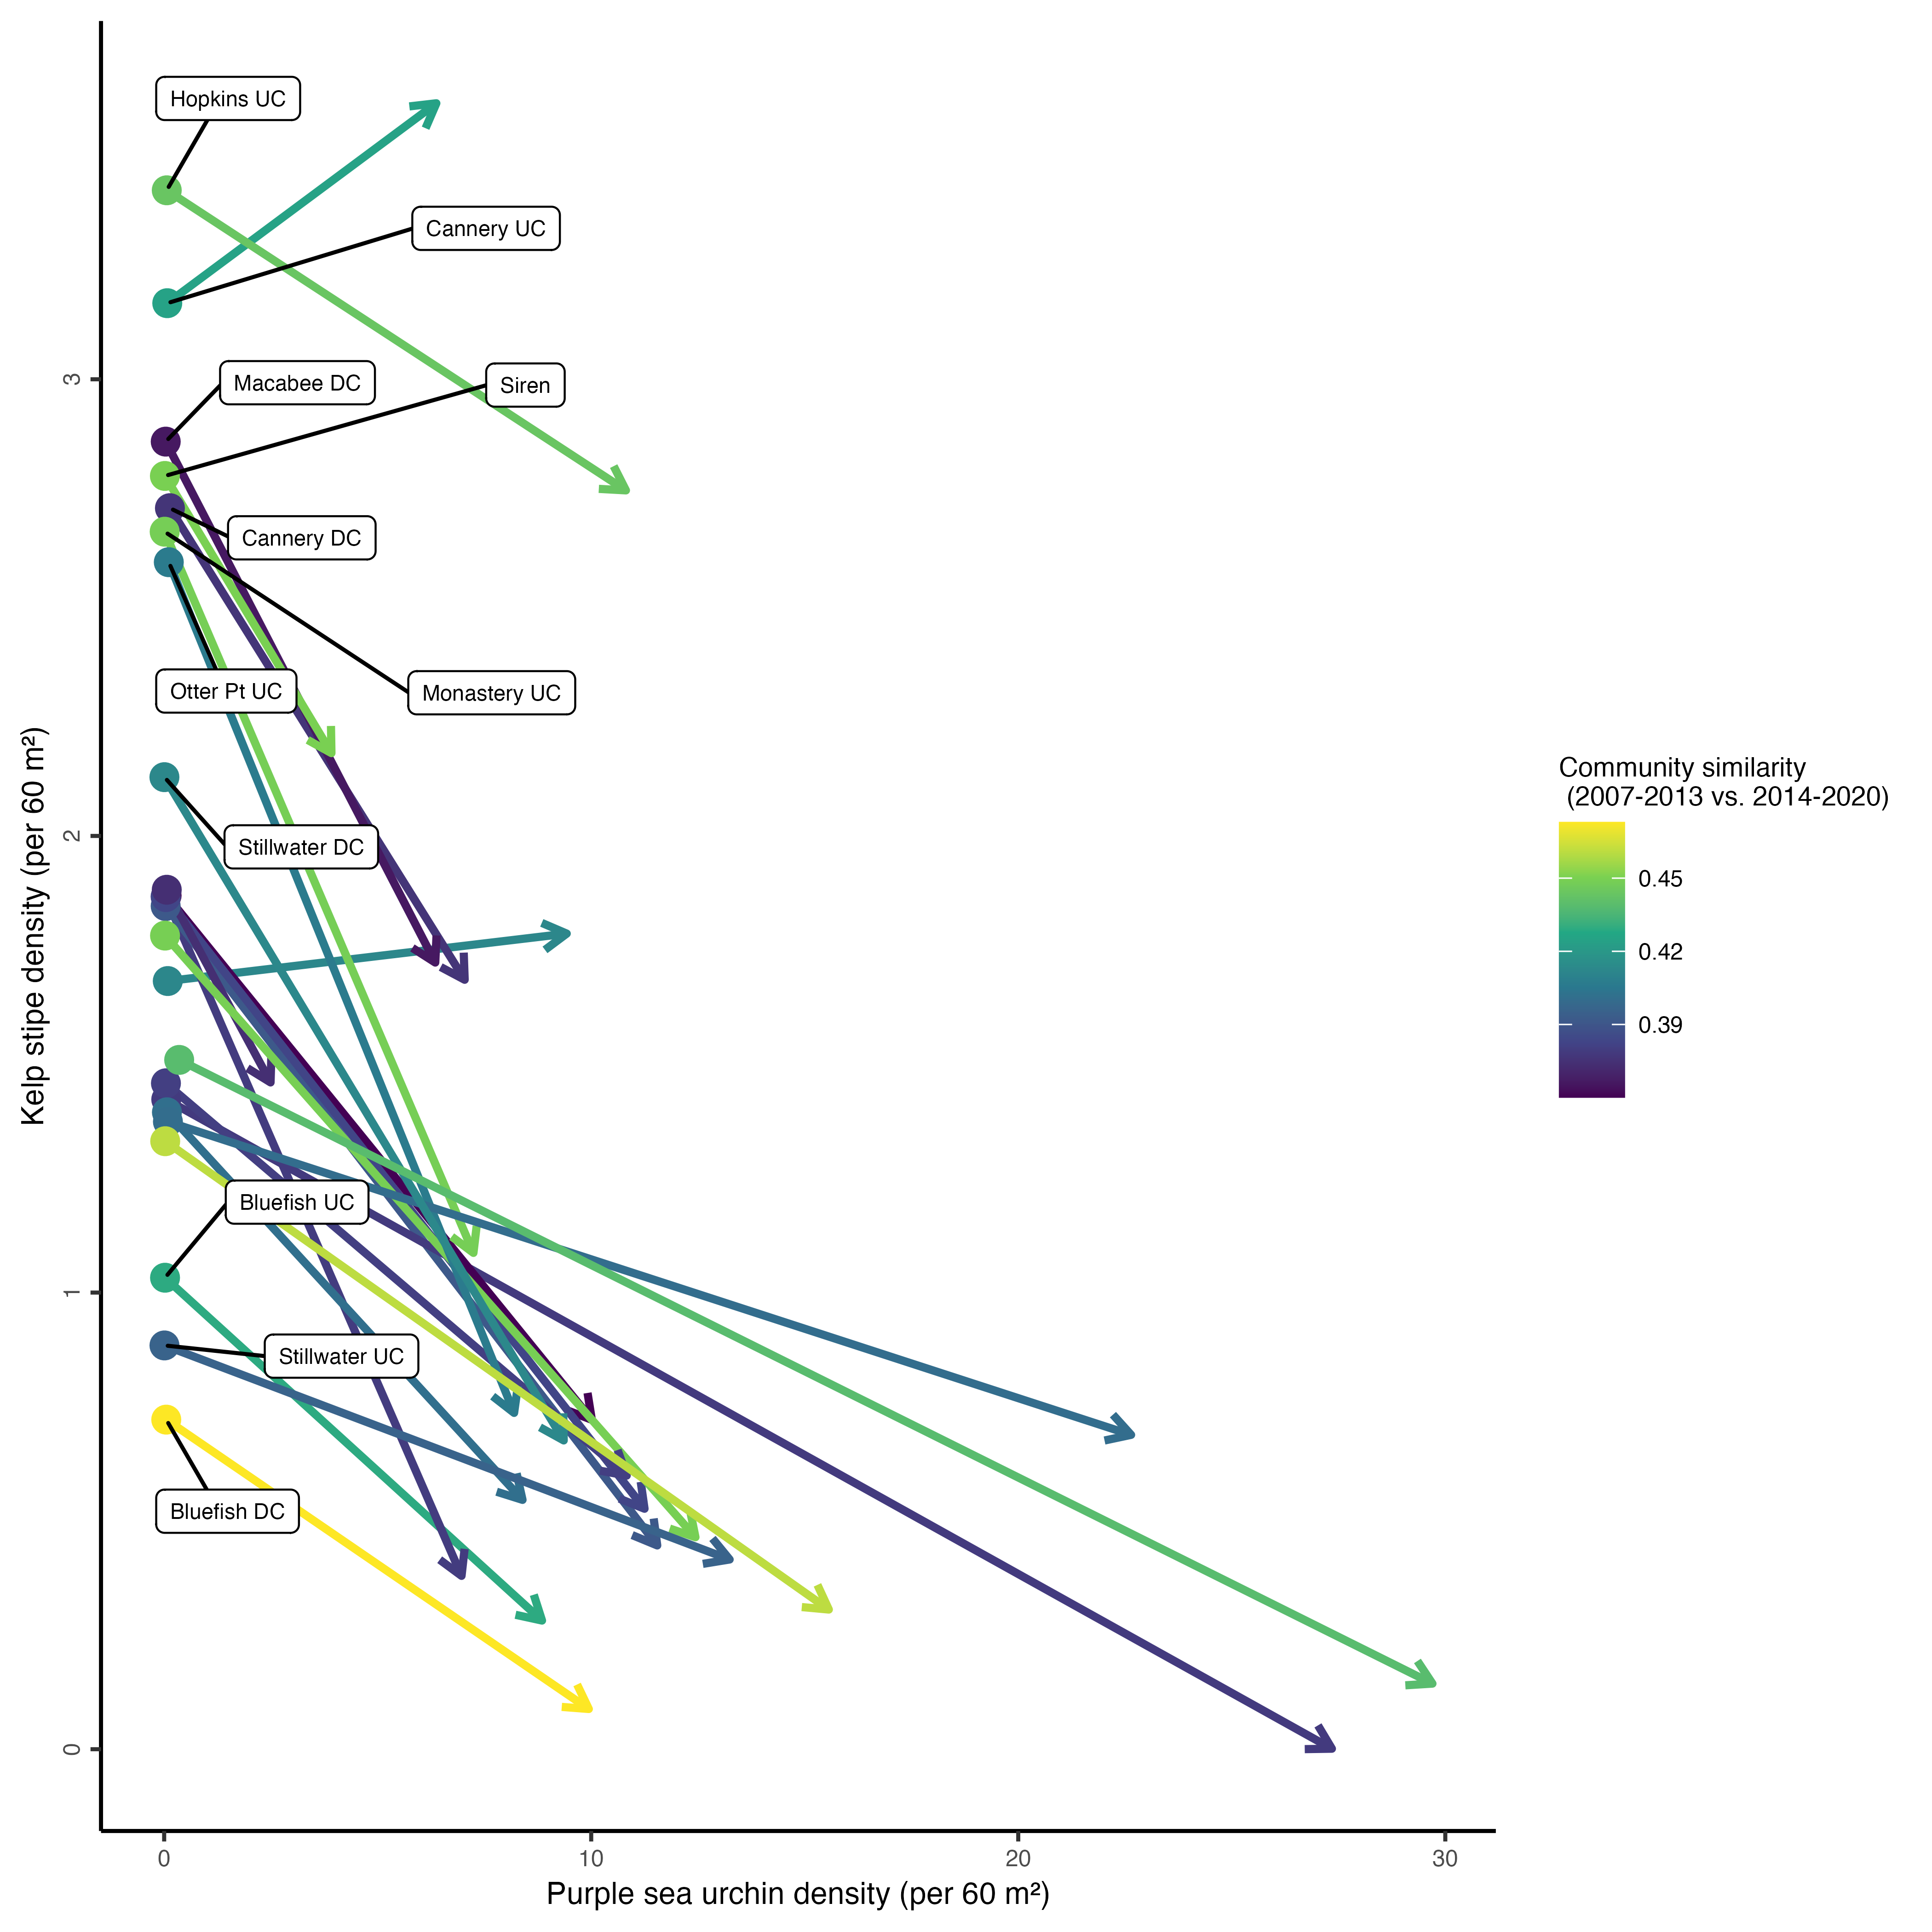 Hopkins UC
Cannery UC
Macabee DC
Siren
Cannery DC
Otter Pt UC
Monastery UC
Stillwater DC
Bluefish UC
Stillwater UC
Bluefish DC
Kelp stipe density (per 60 m²)
3
2
1
0
0
10
20
30
Purple sea urchin density (per 60 m²)
Community similarity
(2007-2013 vs. 2014-2020)
0.45
0.42
0.39